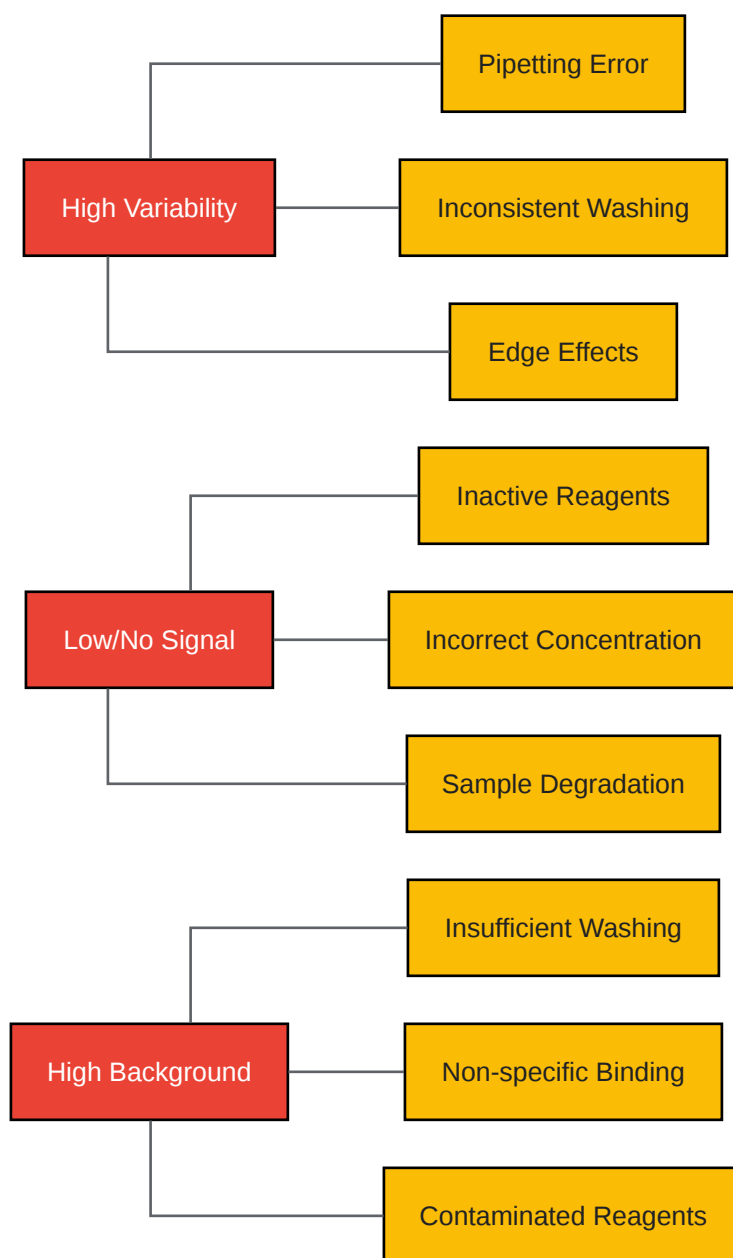 Pipetting Error
High Variability
Inconsistent Washing
Edge Effects
Inactive Reagents
Low/No Signal
Incorrect Concentration
Sample Degradation
Insufficient Washing
High Background
Non-specific Binding
Contaminated Reagents